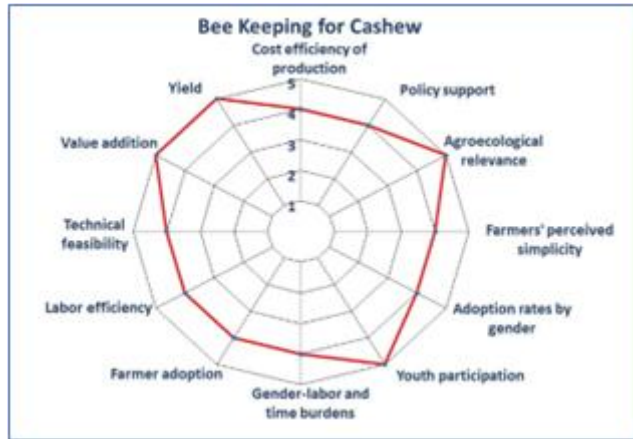 Bee Keeping for Cashew
Cost efficiency of
production
Policy support
Agroecological
relevance
Farmers' perceived
simplicity
Adoption rates by
gender
Youth participation
Gender-labor and
time burdens
Farmer adoption
Labor efficiency
Technical
feasibility
Value addition
Yield
5
4
3
2
1